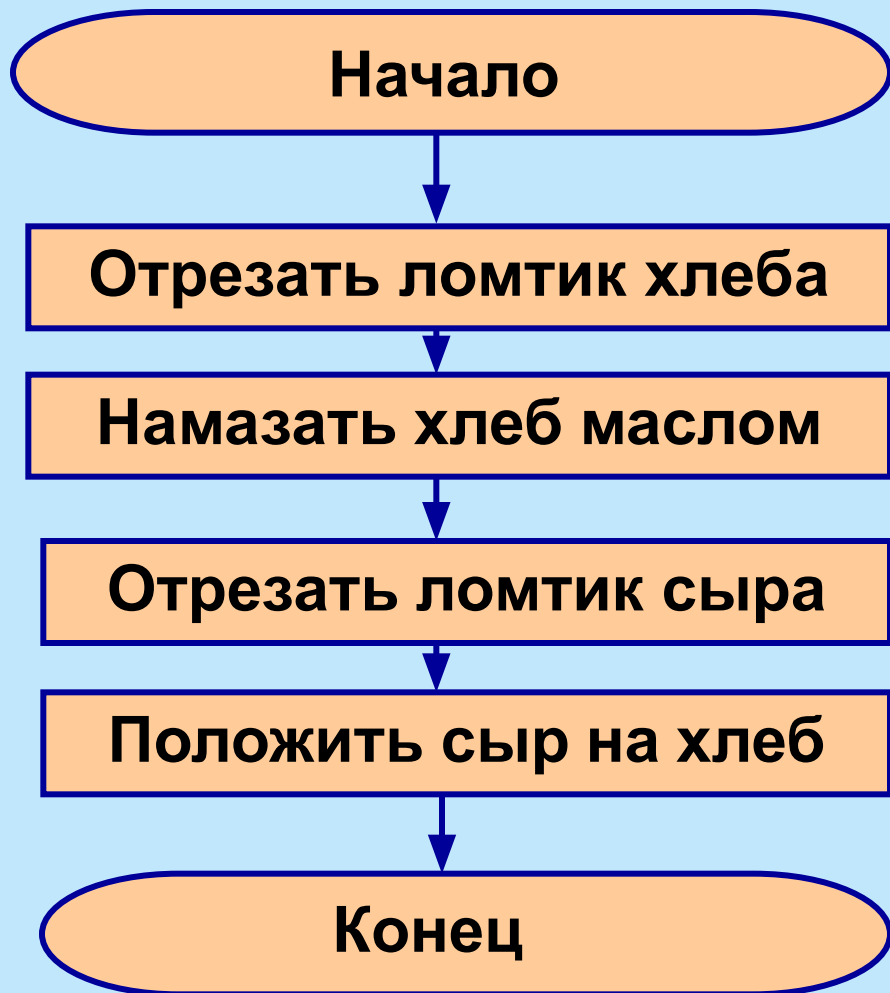 Начало
Отрезать ломтик хлеба
Намазать хлеб маслом
Отрезать ломтик сыра
Положить сыр на хлеб
Конец